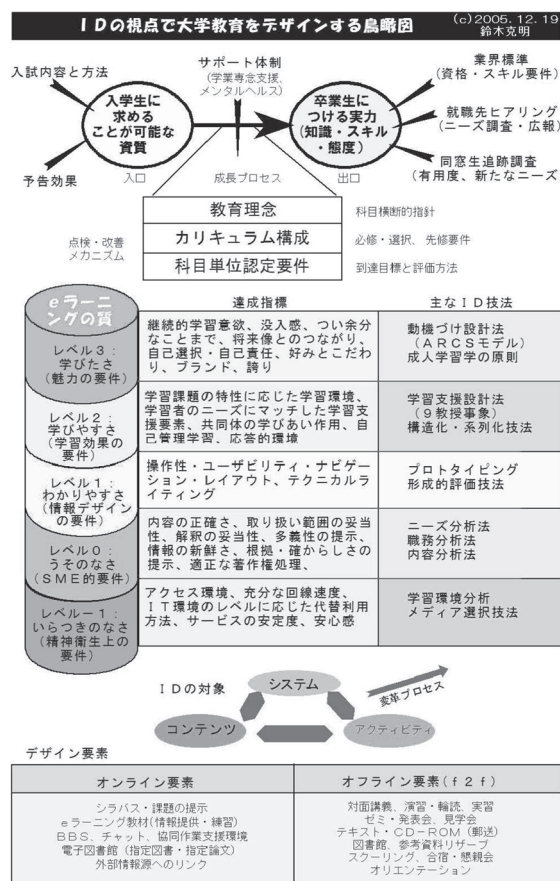 IDの視点で大学教育をデザインする鳥瞰図
(c)2005.12.19
鈴木克明
入試内容と方法
予告効果
入学生に
求める
ことが可能な
資質
入口
サポート体制
(学業専念支援、
メンタルヘルス)
成長プロセス
卒業生に
つける実力
(知識・スキル
・態度)
出口
業界標準
(資格・スキル要件)
就職先ヒアリング
(ニーズ調査・広報)
同窓生追跡調査
(有用度、新たなニーズ
点検・改善
メカニズム
教育理念
科目横断的指針
カリキュラム構成
必修・選択、先修要件
科目単位認定要件
到達目標と評価方法
eラーニ
ングの質
達成指標
主なID技法
レベル3:
学びたさ
(魅力の要件)
継続的学習意欲、没入感、つい余分
なことまで、将来像とのつながり、
自己選択・自己責任、好みとこだわ
り、ブランド、誇り
動機づけ設計法
(ARCSモデル)
成人学習学の原則
レベル2:
学びやすさ
(学習効果の
要件)
学習課題の特性に応じた学習環境、
学習者のニーズにマッチした学習支
援要素、共同体の学びあい作用、自
己管理学習、応答的環境
学習支援設計法
(9教授事象)
構造化・系列化技法
レベル1:
わかりやすさ
(情報デザイン
の要件)
操作性・ユーザビリティ・ナビゲー
ション・レイアウト、テクニカルラ
イティング
プロトタイピング
形成的評価技法
レベル0:
うそのなさ
(SME的要件)
内容の正確さ、取り扱い範囲の妥当
性、解釈の妥当性、多義性の提示、
情報の新鮮さ、根拠・確からしさの
提示、適正な著作権処理、
ニーズ分析法
職務分析法
内容分析法
レベルー1:
いらつきのなさ
(精神衛生上の
要件)
アクセス環境、充分な回線速度、
IT環境のレベルに応じた代替利用
方法、サービスの安定度、安心感
学習環境分析
メディア選択技法
IDの対象
システム
変革プロセス
コンテンツ
アクティビティ
デザイン要素
オンライン要素
シラバス・課題の提示
eラーニング教材(情報提供・練習)
BBS、チャット、協同作業支援環境
電子図書館(指定図書・指定論文)
外部情報源へのリンク
オフライン要素(f2f)
対面講義、演習・輪読、実習
ゼミ・発表会、見学会
テキスト・CD-ROM(郵送)
図書館、参考資料リザーブ
スクーリング、合宿・懇親会
オリエンテーション